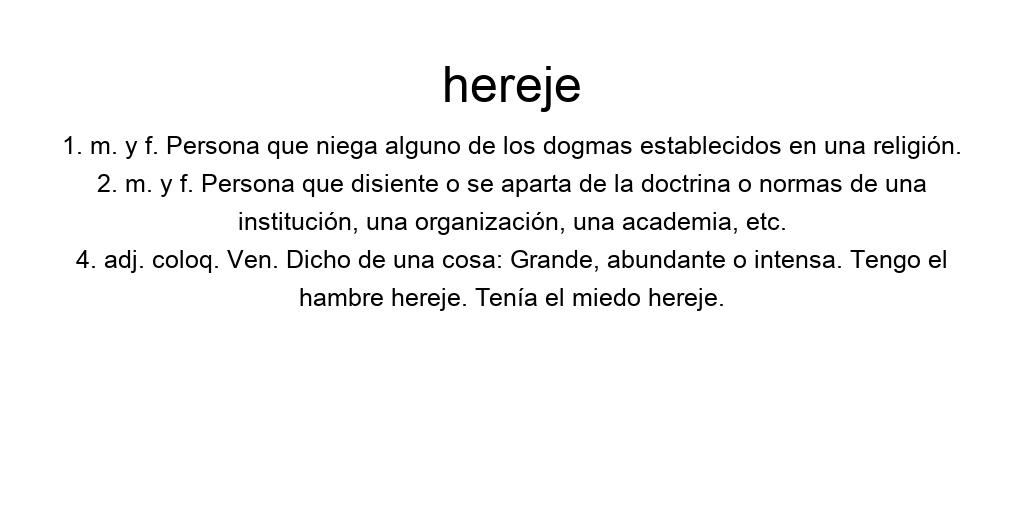 hereje
1. m. y f. Persona que niega alguno de los dogmas establecidos en una religión.
2. m. y f. Persona que disiente o se aparta de la doctrina o normas de una
institución, una organización, una academia, etc.
4. adj. coloq. Ven. Dicho de una cosa: Grande, abundante o intensa. Tengo el
hambre hereje. Tenía el miedo hereje.